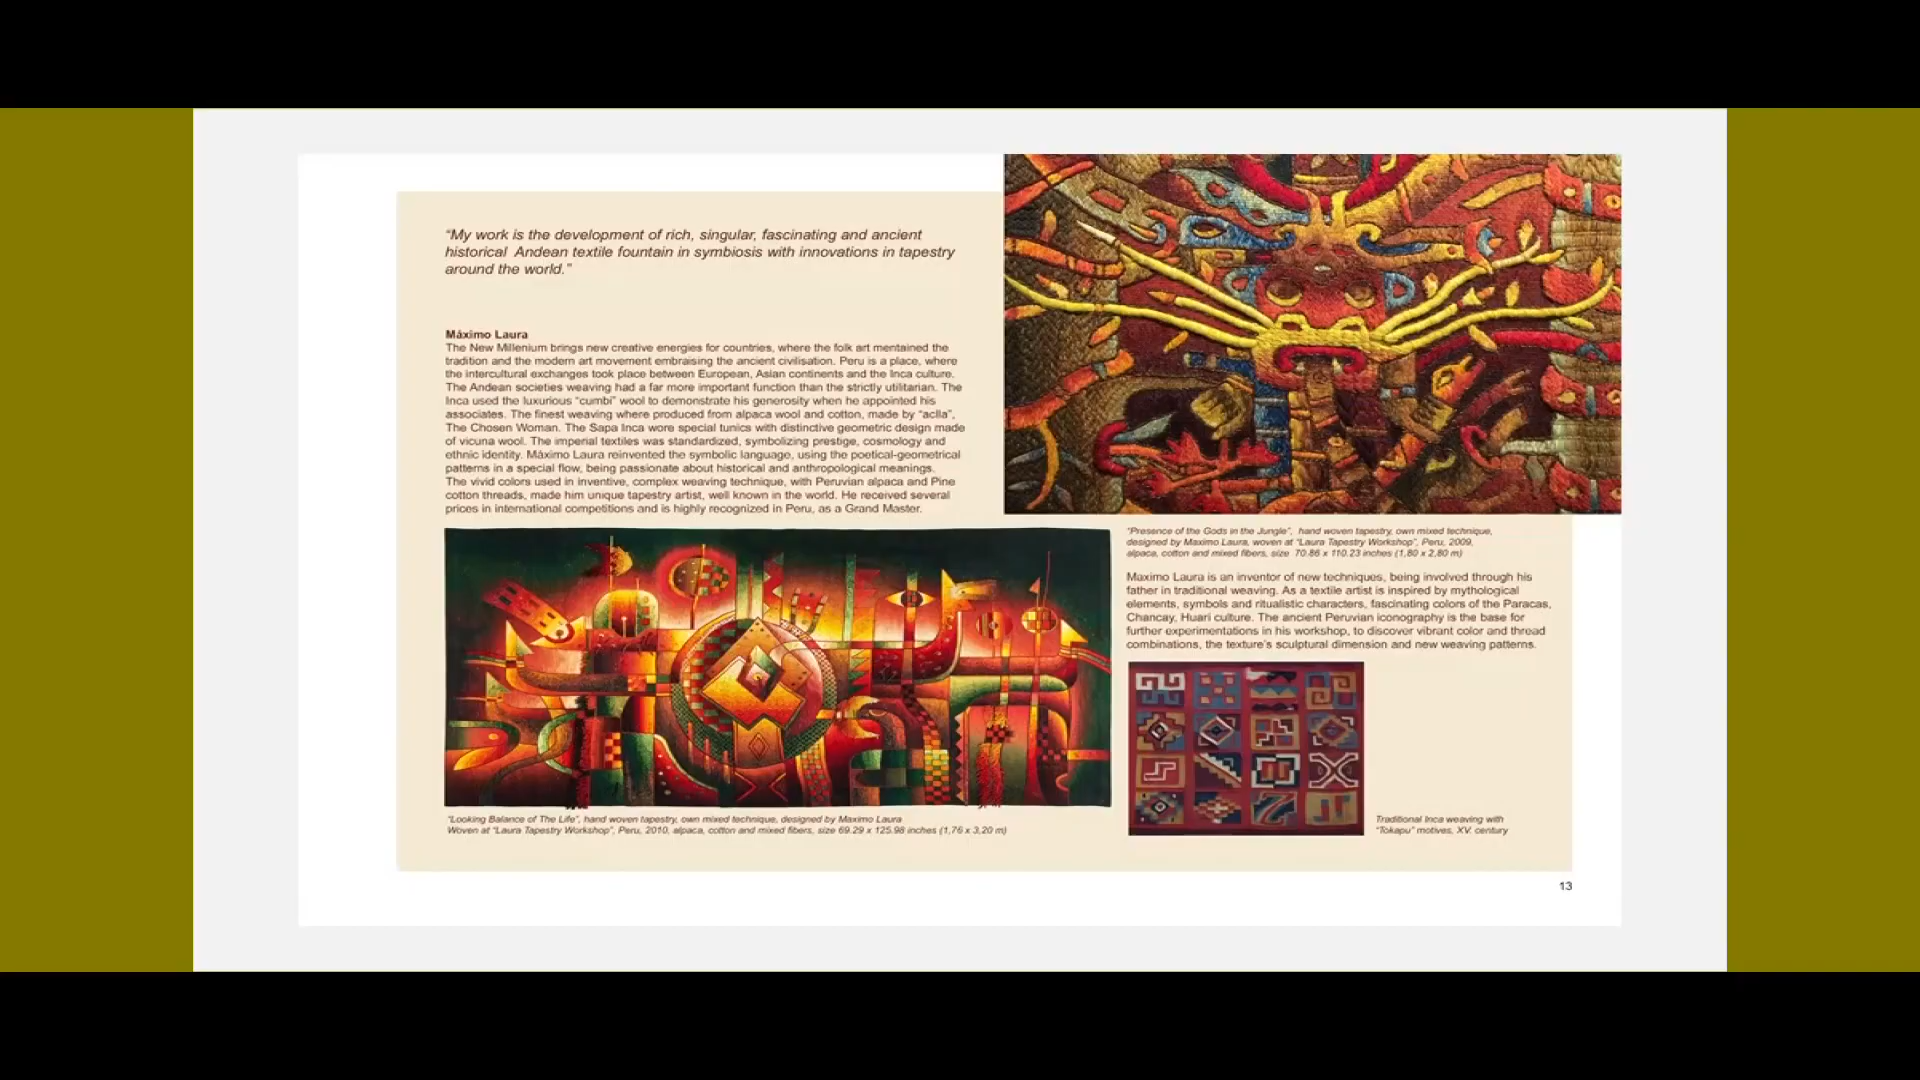 “My work is the development of rich, singular, fascinating and ancient
historical Andean textile fountain in symbiosis with innovations in tapestry
around the world.”
Máximo Laura
The New Millenium brings new creative energies for countries, where the folk art mentained the
tradition and the modern art movement embraising the ancient civilisation. Peru is a place, where
the intercultural exchanges took place between European, Asian continents and the Inca culture.
The Andean societies weaving had a far more important function than the strictly utilitarian. The
Inca used the luxurious “cumbi” wool to demonstrate his generosity when he appointed his
associates. The finest weaving where produced from alpaca wool and cotton, made by “aclla”,
The Chosen Woman. The Sapa Inca wore special tunics with distinctive geometric design made
of vicuna wool. The imperial textiles was standardized, symbolizing prestige, cosmology and
ethnic identity. Máximo Laura reinvented the symbolic language, using the poetical-geometrical
patterns in a special flow, being passionate about historical and anthropological meanings.
The vivid colors used in inventive, complex weaving technique, with Peruvian alpaca and Pine
cotton threads, made him unique tapestry artist, well known in the world. He received several
prices in international competitions and is highly recognized in Peru, as a Grand Master.
“Presence of the Gods in the Jungle”, hand woven tapestry, own mixed technique,
designed by Maximo Laura, woven at “Laura Tapestry Workshop”, Peru, 2009,
alpaca, cotton and mixed fibers, size 70.86 x 110.23 inches (1,80 x 2,80 m)
Maximo Laura is an inventor of new techniques, being involved through his
father in traditional weaving. As a textile artist is inspired by mythological
elements, symbols and ritualistic characters, fascinating colors of the Paracas,
Chancay, Huari culture. The ancient Peruvian iconography is the base for
further experimentations in his workshop, to discover vibrant color and thread
combinations, the texture's sculptural dimension and new weaving patterns.
“Looking Balance of The Life”, hand woven tapestry, own mixed technique, designed by Maximo Laura
Woven at “Laura Tapestry Workshop”, Peru, 2010, alpaca, cotton and mixed fibers, size 69.29 x 125.98 inches (1,76 x 3,20 m)
Traditional Inca weaving with
“Tokapu” motives, XV. century
13